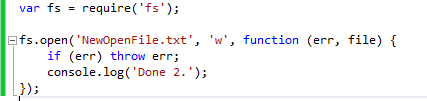 var fs = require('fs');
fs.open('NewOpenFile.txt', 'w', function (err, file) {
if (err) throw err;
console.log('Done 2.');
});